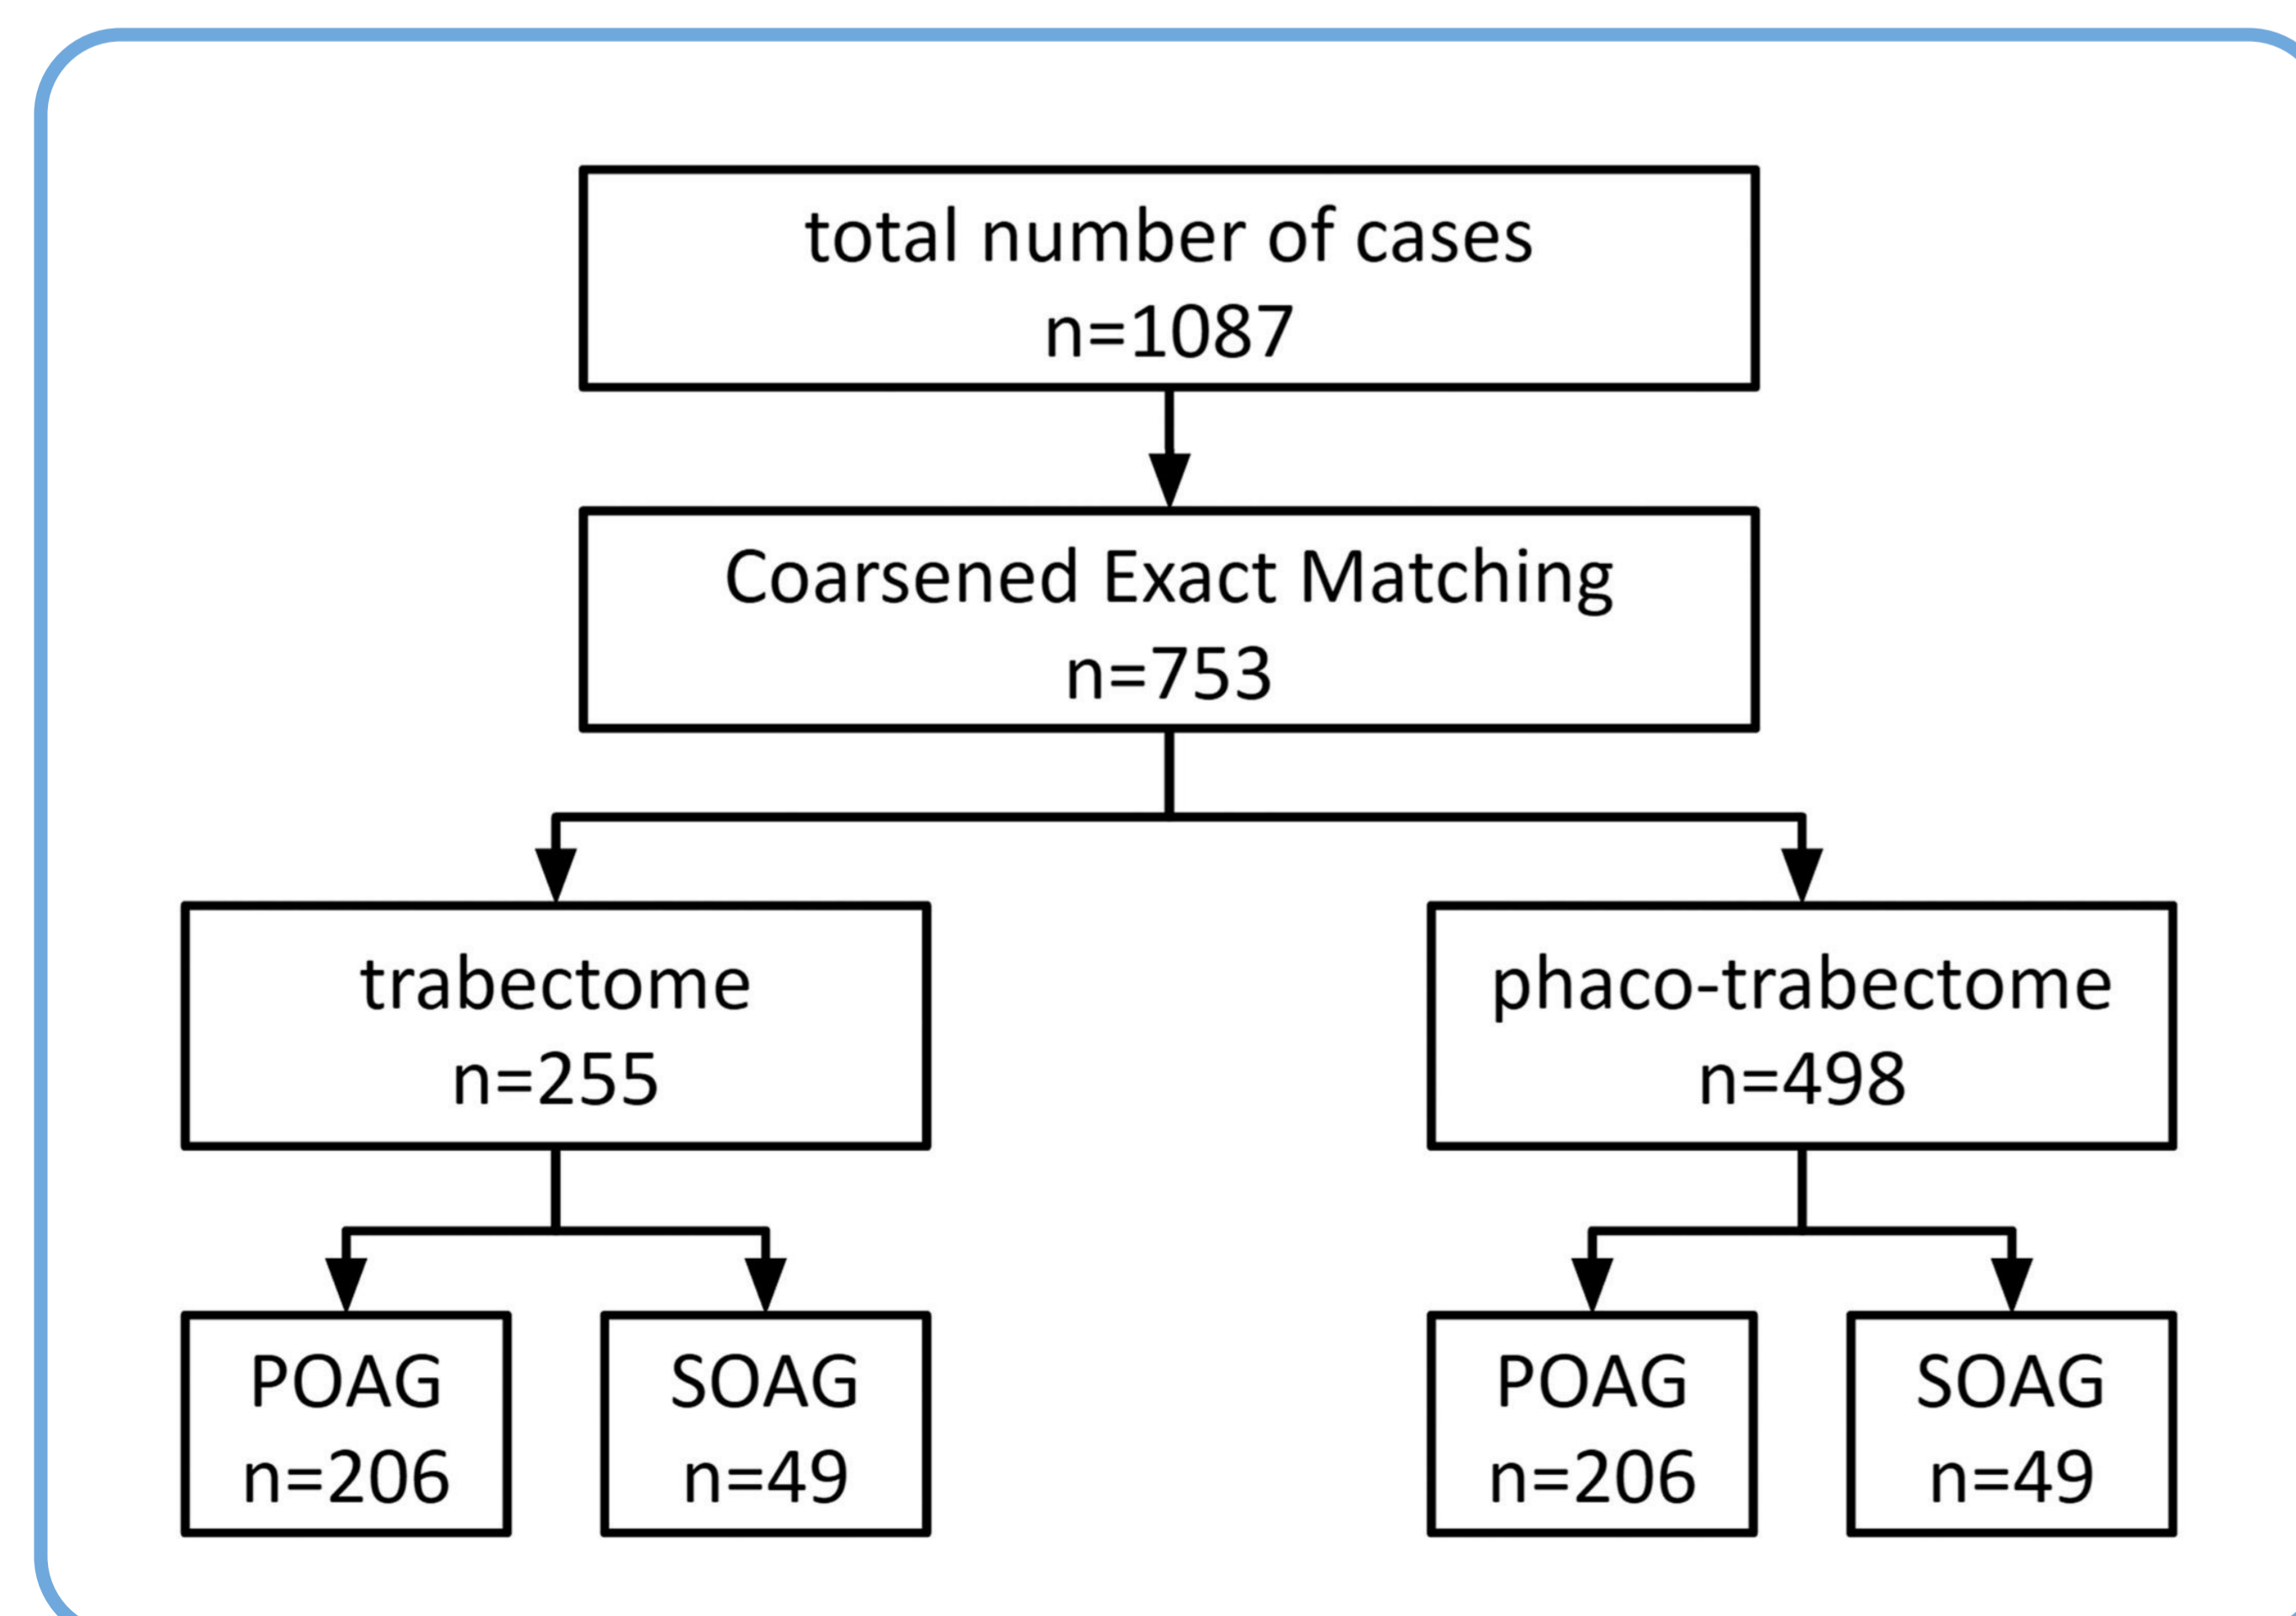 total number of cases
n=1087
Coarsened Exact Matching
n=753
trabectome
n=255
phaco-trabectome
n=498
POAG
n=206
SOAG
n=49
POAG
n=206
SOAG
n=49